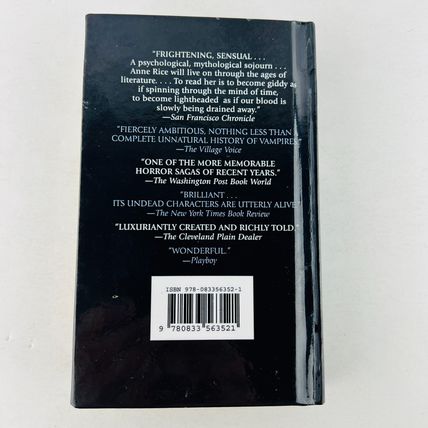 "FRIGHTENING, SENSUAL . . .
A psychological, mythological sojourn . . .
Anne Rice will live on through the ages of
literature. . . . To read her is to become giddy as
if spinning through the mind of time,
to become lightheaded as if our blood is
slowly being drained away."
—San Francisco Chronicle
"FIERCELY AMBITIOUS, NOTHING LESS THAN
COMPLETE UNNATURAL HISTORY OF VAMPIRES."
—The Village Voice
"ONE OF THE MORE MEMORABLE
HORROR SAGAS OF RECENT YEARS."
—The Washington Post Book World
"BRILLIANT . . .
ITS UNDEAD CHARACTERS ARE UTTERLY ALIVE."
—The New York Times Book Review
"LUXURIANTLY CREATED AND RICHLY TOLD."
—The Cleveland Plain Dealer
"WONDERFUL."
—Playboy
ISBN 978-083356352-1
9 780833 563521